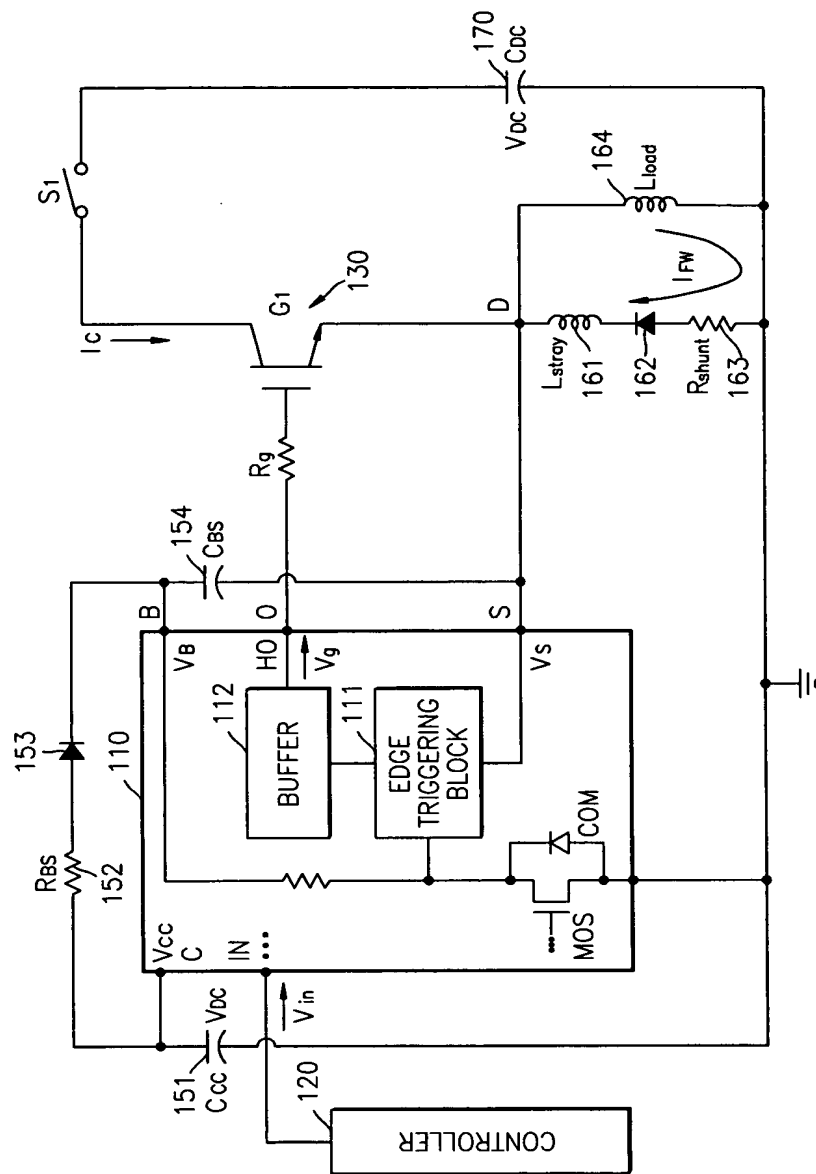 S1
170
CDC
VDC
IC
G1
130
164
Lload
D
Lstray
161
162
Rshunt
163
IFW
Rg
154
CBS
B
O
S
VB
HO
Vg
VS
153
110
112
BUFFER
111
EDGE
TRIGGERING
BLOCK
RBS
152
COM
MOS
VCC
C
IN
Vin
VDC
151
CCC
120
CONTROLLER